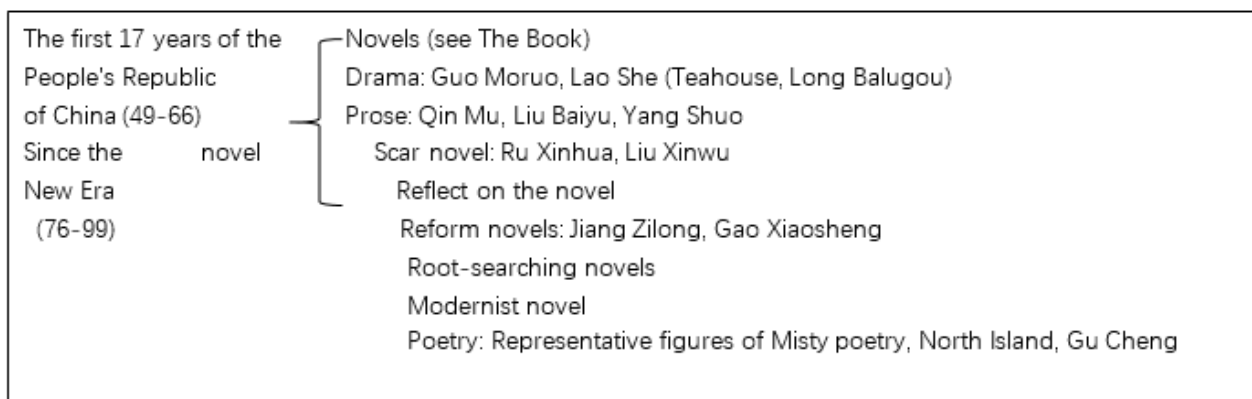 The first 17 years of the Novels (see The Book)
People's Republic Drama: Guo Moruo, Lao She (Teahouse, Long Balugou)
of China (49-66) Prose: Qin Mu, Liu Baiyu, Yang Shuo
Since the novel Scar novel: Ru Xinhua, Liu Xinwu
New Era Reflect on the novel
(76-99) Reform novels: Jiang Zilong, Gao Xiaosheng
Root-searching novels
Modernist novel
Poetry: Representative figures of Misty poetry, North Island, Gu Cheng